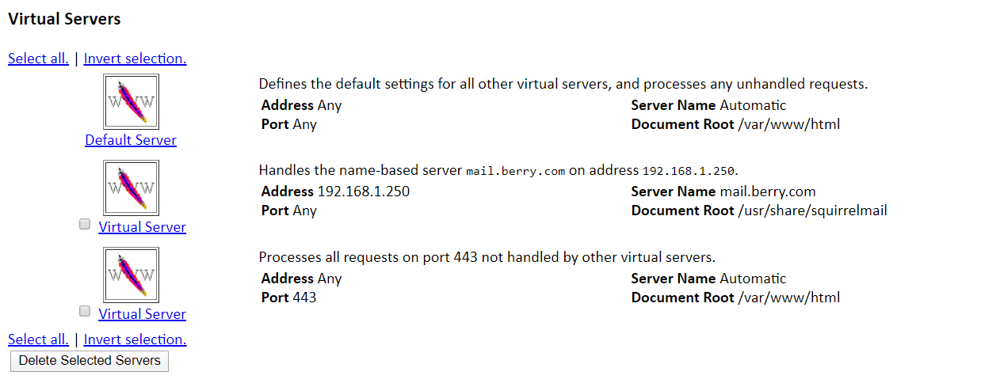 Virtual Servers
Select all. | Invert selection.
WWW
Default Server
Defines the default settings for all other virtual servers, and processes any unhandled requests.
Address Any Server Name Automatic
Port Any Document Root /var/www/html
WWW
Virtual Server
Handles the name-based server mail.berry.com on address 192.168.1.250.
Address 192.168.1.250 Server Name mail.berry.com
Port Any Document Root /usr/share/squirrelmail
WWW
Virtual Server
Processes all requests on port 443 not handled by other virtual servers.
Address Any Server Name Automatic
Port 443 Document Root /var/www/html
Select all. | Invert selection.
Delete Selected Servers